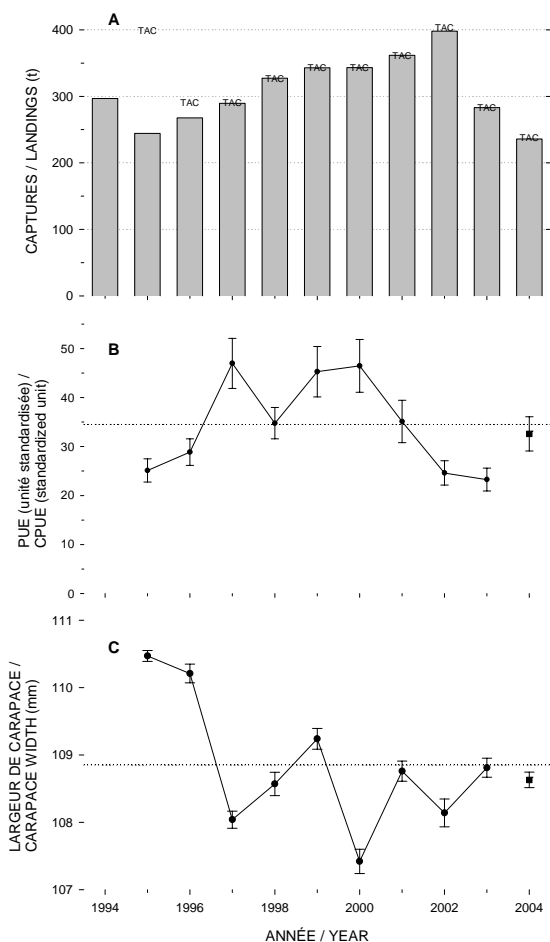 A
TAC
400
TAC
TAC
TAC
TAC
TAC
TAC
TAC
TAC
TAC
300
200
100
0
CAPTURES / LANDINGS (t)
B
50
40
30
20
10
0
PUE (unité standardisée) /
CPUE (standardized unit)
C
111
110
109
108
107
LARGEUR DE CARAPACE /
CARAPACE WIDTH (mm)
1994 1996 1998 2000 2002 2004
ANNÉE / YEAR